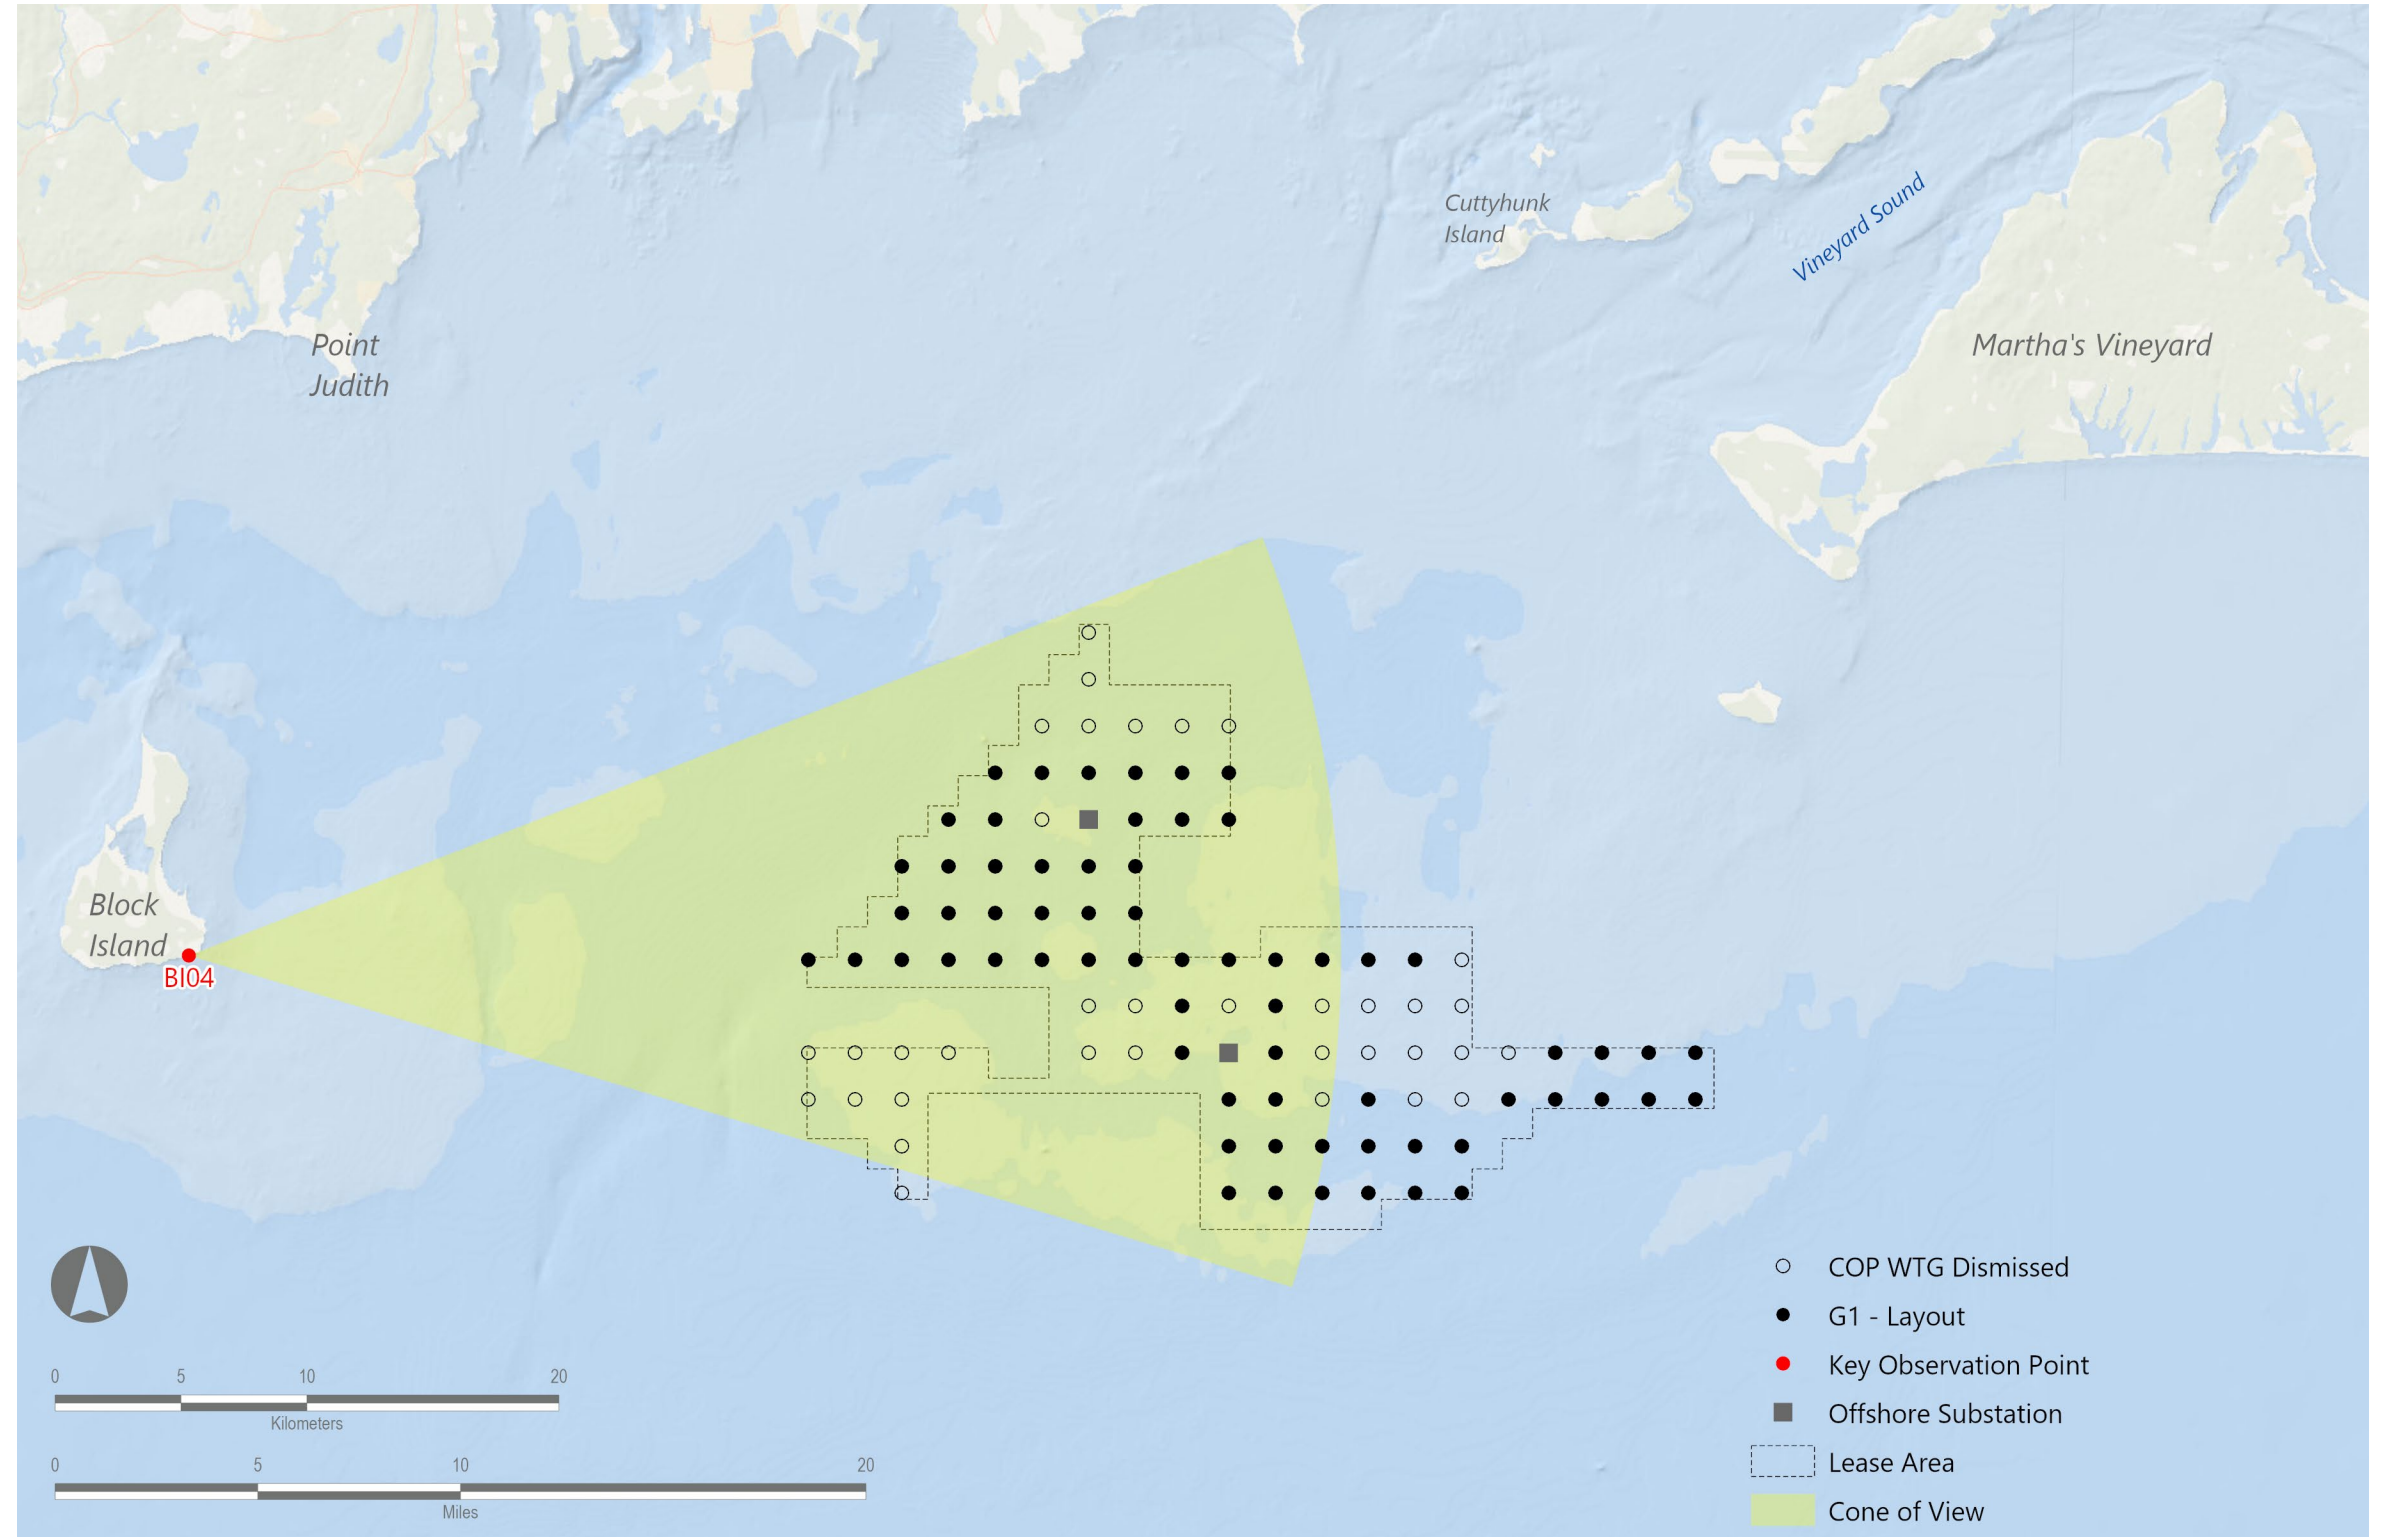 Cuttyhunk
Island
Vineyard Sound
Point
Judith
Martha's Vineyard
Block
Island
BI04
0 5 10 20
Kilometers
0 5 10 20
Miles
COP WTG Dismissed
G1 - Layout
Key Observation Point
Offshore Substation
Lease Area
Cone of View